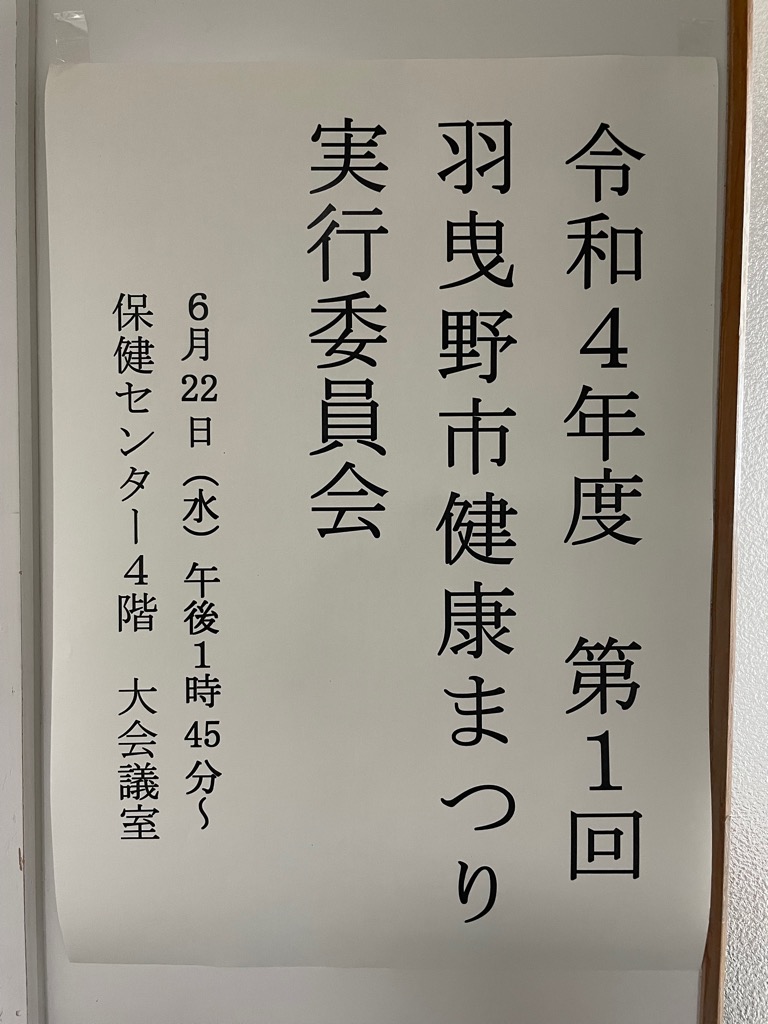 令和4年度　第1回
羽曳野市健康まつり
実行委員会
6月22日（水）午後1時45分～
保健センター4階　大会議室